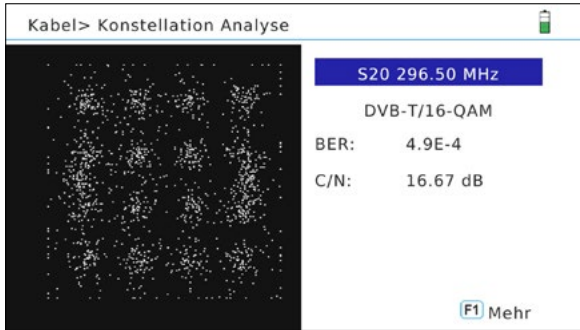 Kabel> Konstellation Analyse
S20 296.50 MHz
DVB-T/16-QAM
BER: 4.9E-4
C/N: 16.67 dB
F1 Mehr